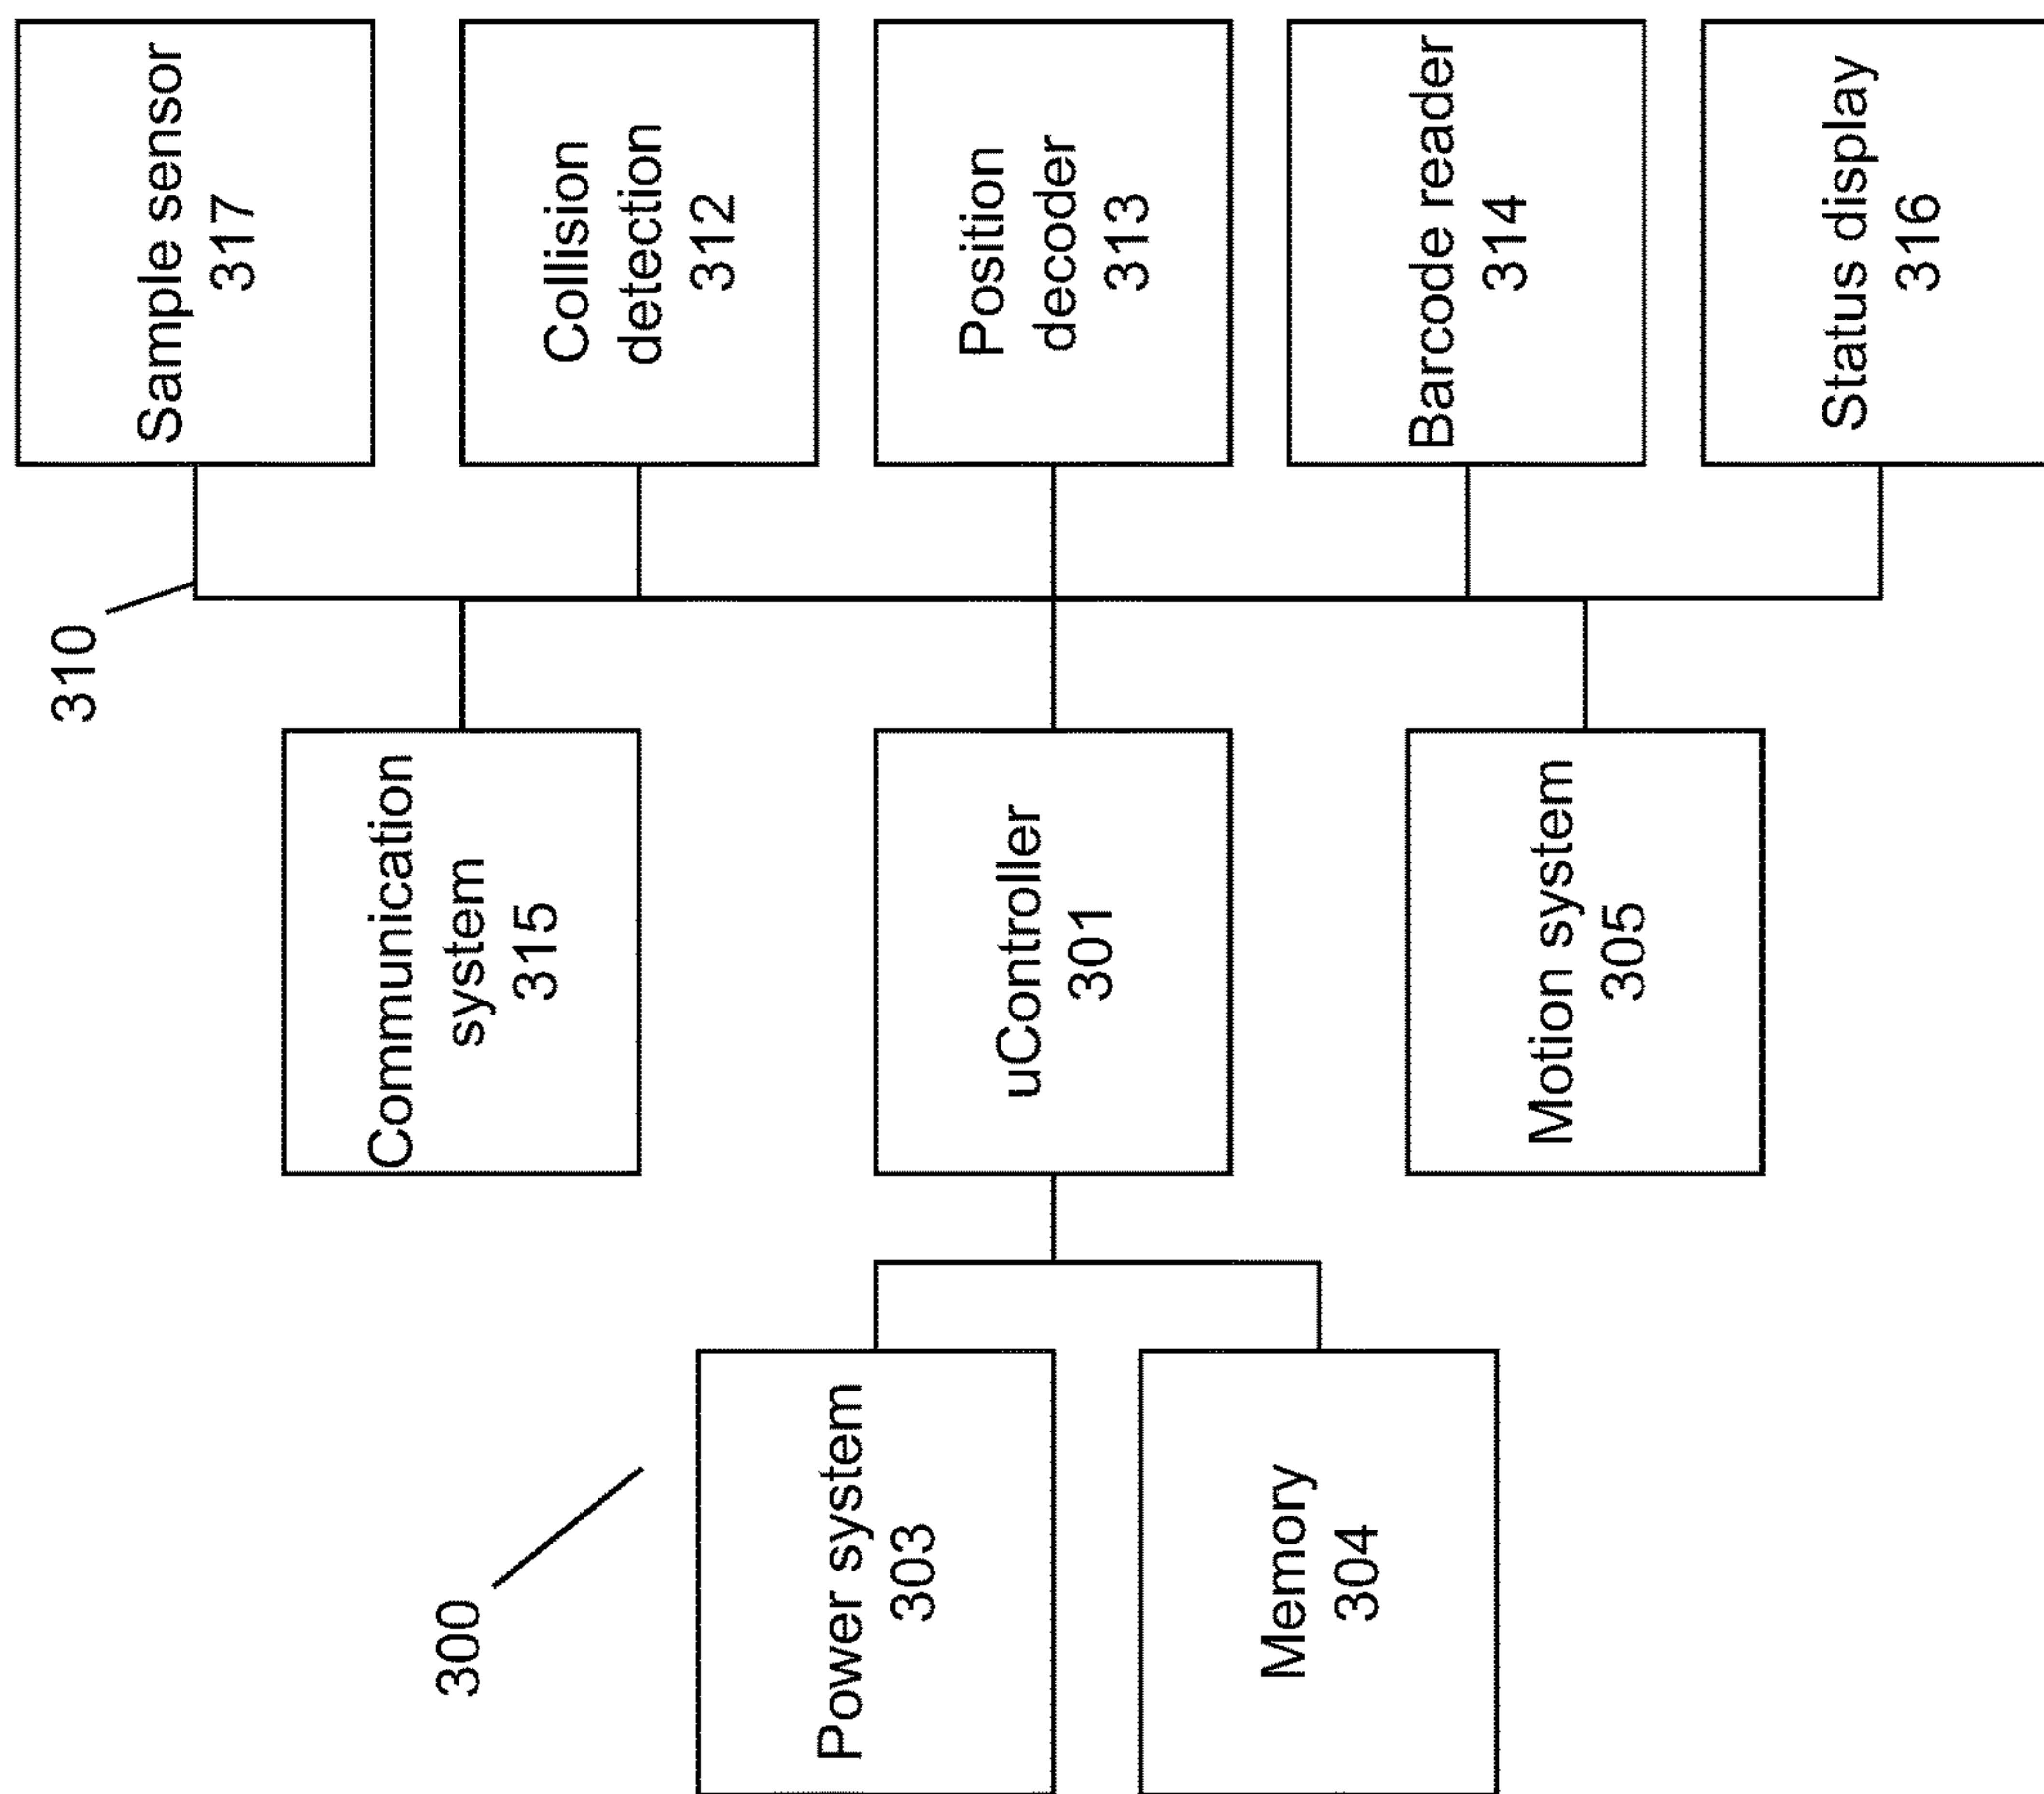 310
Sample sensor
317
300
Communication
system
315
Collision
detection
312
Power system
303
uController
301
Position
decoder
313
Memory
304
Motion system
305
Barcode reader
314
Status display
316